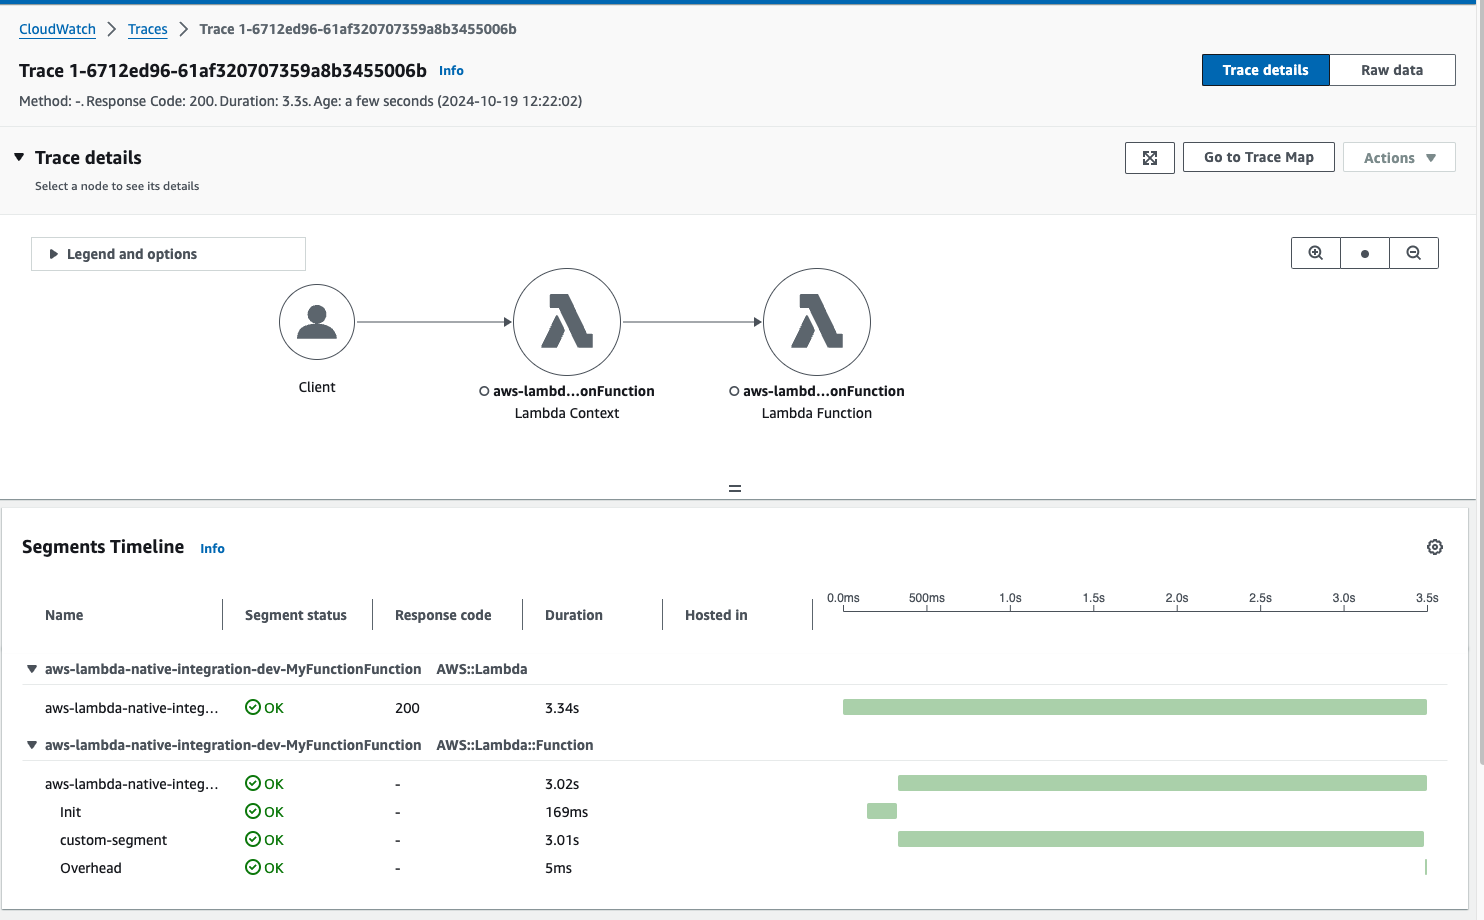 CloudWatch > Traces > Trace 1-6712ed96-61af320707359a8b3455006b
Trace 1-6712ed96-61af320707359a8b3455006b Info
Trace details Raw data
Method: -. Response Code: 200. Duration: 3.3s. Age: a few seconds (2024-10-19 12:22:02)
Trace details
Go to Trace Map Actions
Select a node to see its details
Legend and options
Client
aws-lambd...onFunction
Lambda Context
aws-lambd...onFunction
Lambda Function
Segments Timeline Info
Name Segment status Response code Duration Hosted in
0.0ms 500ms 1.0s 1.5s 2.0s 2.5s 3.0s 3.5s
aws-lambda-native-integration-dev-MyFunctionFunction AWS::Lambda
aws-lambda-native-integ... OK 200 3.34s
aws-lambda-native-integration-dev-MyFunctionFunction AWS::Lambda::Function
aws-lambda-native-integ... OK - 3.02s
Init OK - 169ms
custom-segment OK - 3.01s
Overhead OK - 5ms